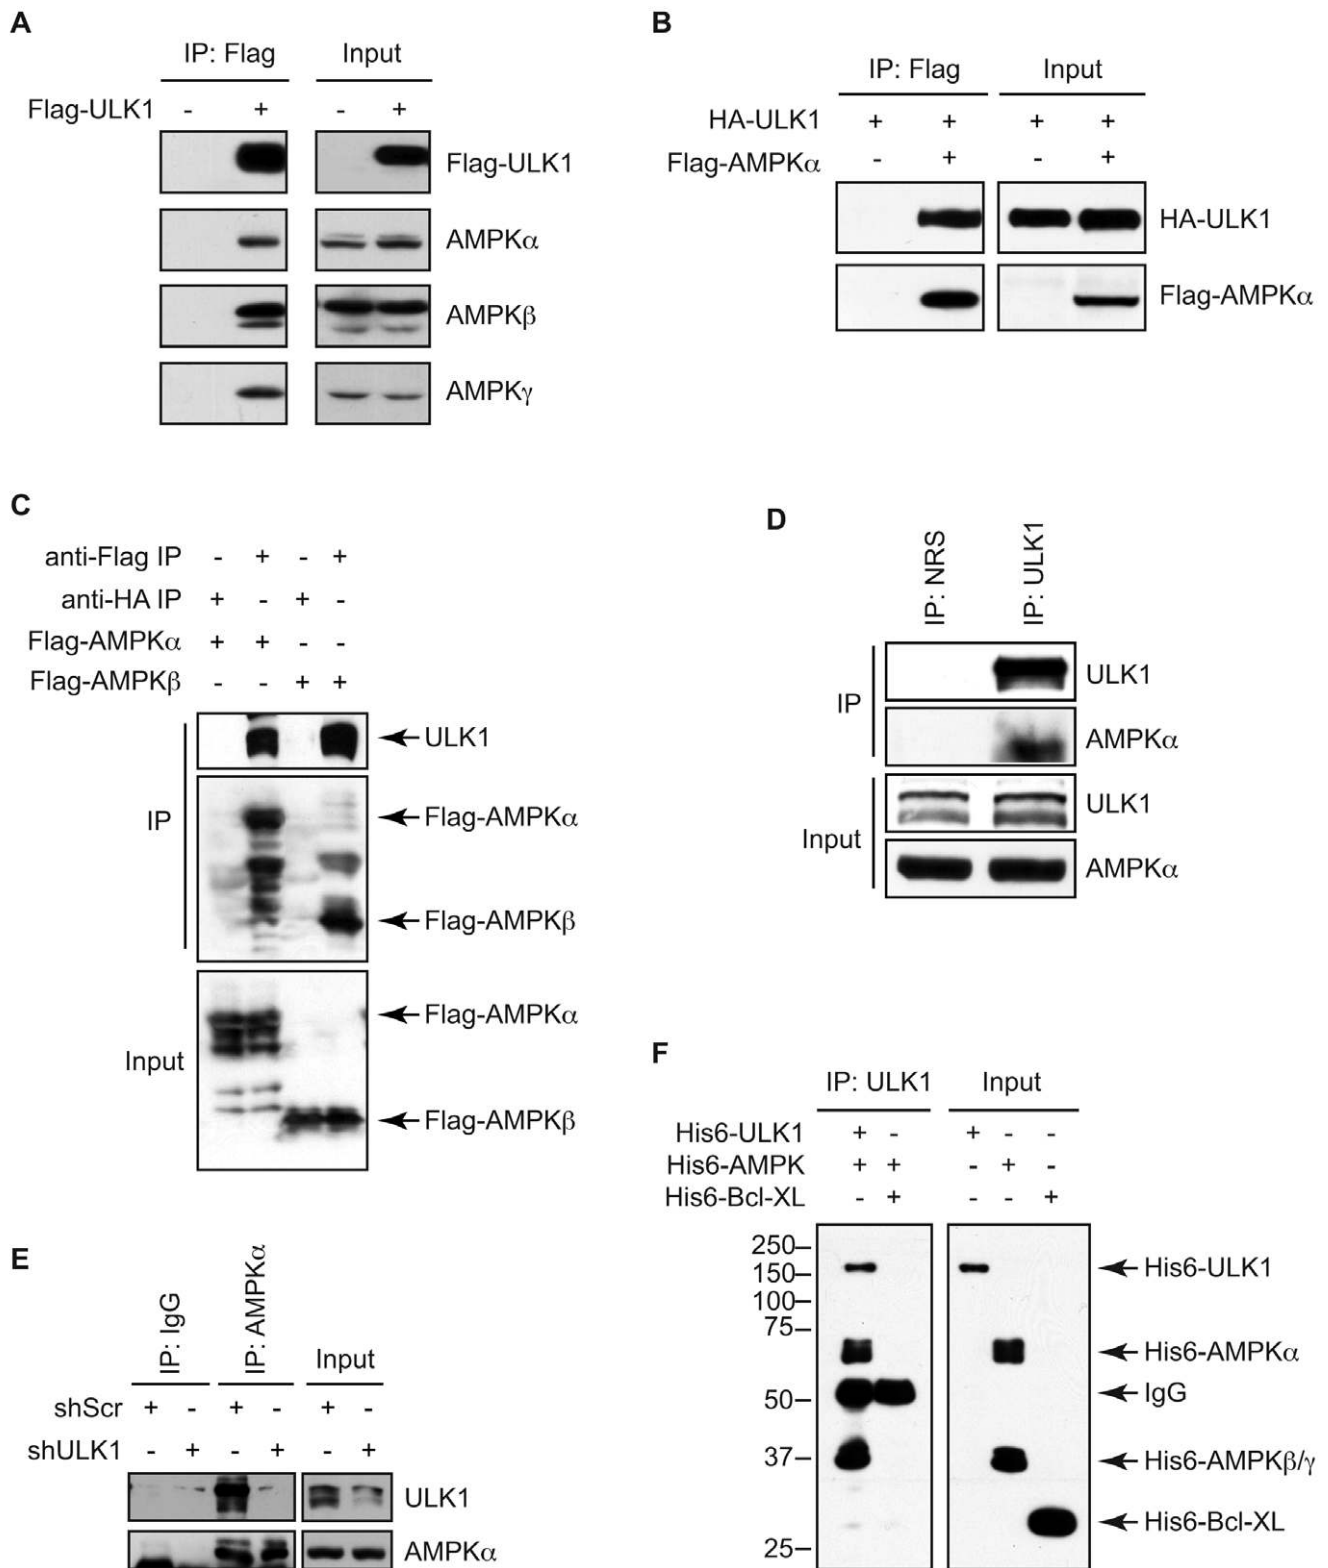 A
IP: Flag Input
Flag-ULK1 - + - +
Flag-ULK1
AMPKα
AMPKβ
AMPKγ
B
IP: Flag Input
HA-ULK1 + + + +
Flag-AMPKα - + - +
HA-ULK1
Flag-AMPKα
C
anti-Flag IP - + - +
anti-HA IP + - + -
Flag-AMPKα + + - -
Flag-AMPKβ - - + +
IP
ULK1
Flag-AMPKα
Flag-AMPKβ
Input
Flag-AMPKα
Flag-AMPKβ
D
IP: NRS IP: ULK1
IP
ULK1
AMPKα
Input
ULK1
AMPKα
E
IP: IgG IP: AMPKα Input
shScr + - + - + -
shULK1 - + - + - +
ULK1
AMPKα
F
IP: ULK1 Input
His6-ULK1 + - + - -
His6-AMPK + + - + -
His6-Bcl-XL - + - - +
250
150
100
75
50
37
25
His6-ULK1
His6-AMPKα
IgG
His6-AMPKβ/γ
His6-Bcl-XL